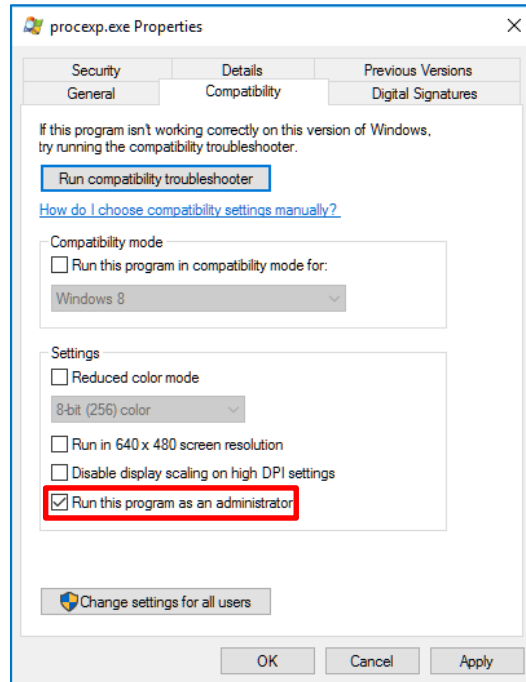 procexp.exe Properties
Security Details Previous Versions
General Compatibility Digital Signatures
If this program isn't working correctly on this version of Windows,
try running the compatibility troubleshooter.
Run compatibility troubleshooter
How do I choose compatibility settings manually?
Compatibility mode
Run this program in compatibility mode for:
Windows 8
Settings
Reduced color mode
8-bit (256) color
Run in 640 x 480 screen resolution
Disable display scaling on high DPI settings
Run this program as an administrator
Change settings for all users
OK Cancel Apply